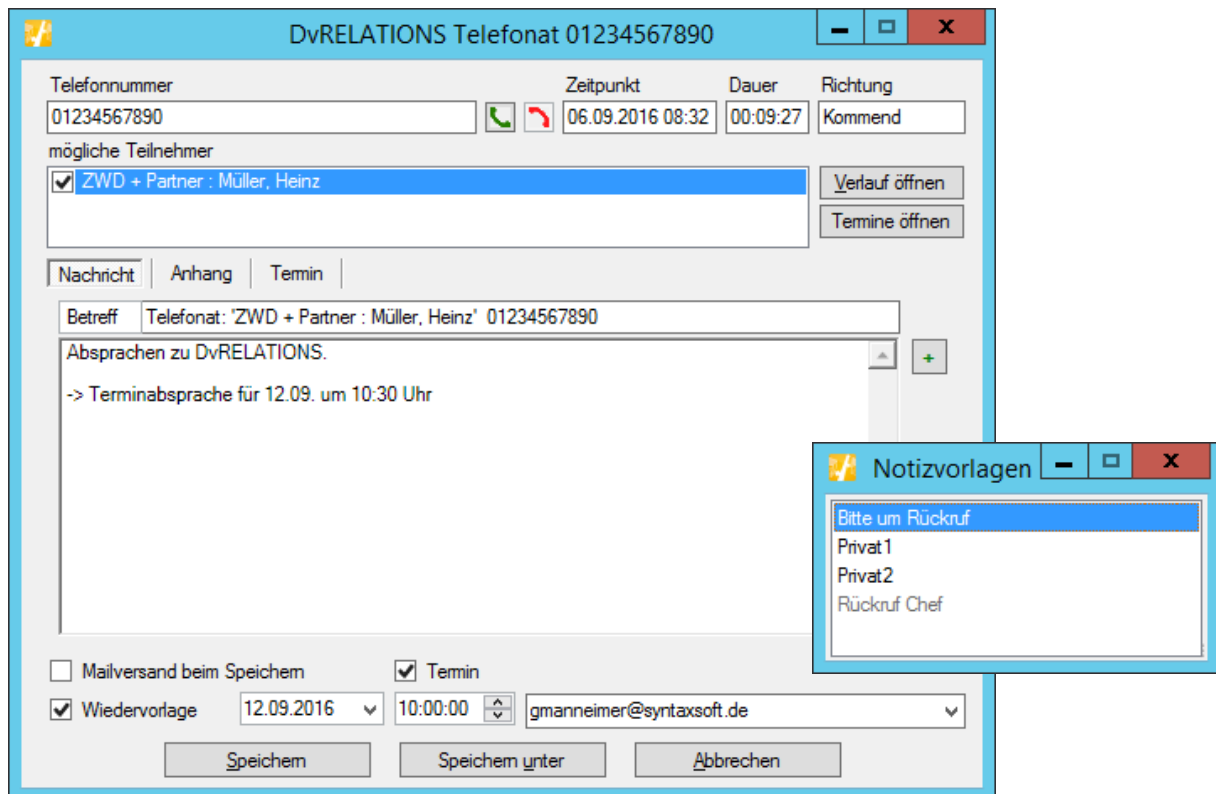 DvRELATIONS Telefonat 01234567890
Telefonnummer Zeitpunkt Dauer Richtung
01234567890 06.09.2016 08:32 00:09:27 Kommend
mögliche Teilnehmer
ZWD + Partner : Müller, Heinz
Verlauf öffnen
Termine öffnen
Nachricht Anhang Termin
Betreff Telefonat: "ZWD + Partner : Müller, Heinz" 01234567890
Absprachen zu DvRELATIONS.
+
-> Terminabsprache für 12.09. um 10:30 Uhr
Notizvorlagen
Bitte um Rückruf
Privat1
Privat2
Rückruf Chef
Mailversand beim Speichern Termin
Wiedervorlage 12.09.2016 10:00:00 gmanneimer@syntaxsoft.de
Speichern Speichern unter Abbrechen